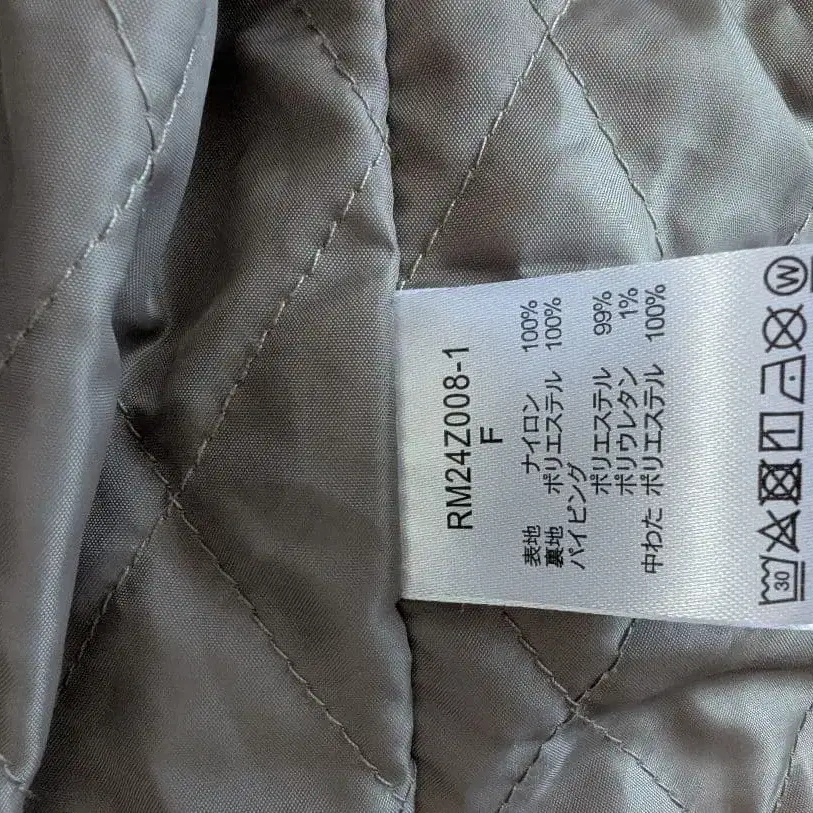 RM24Z008-1
F
表地 ナイロン 100%
裏地 ポリエステル 100%
パイピング
ポリエステル 99%
ポリウレタン 1%
中わた ポリエステル 100%
30 W